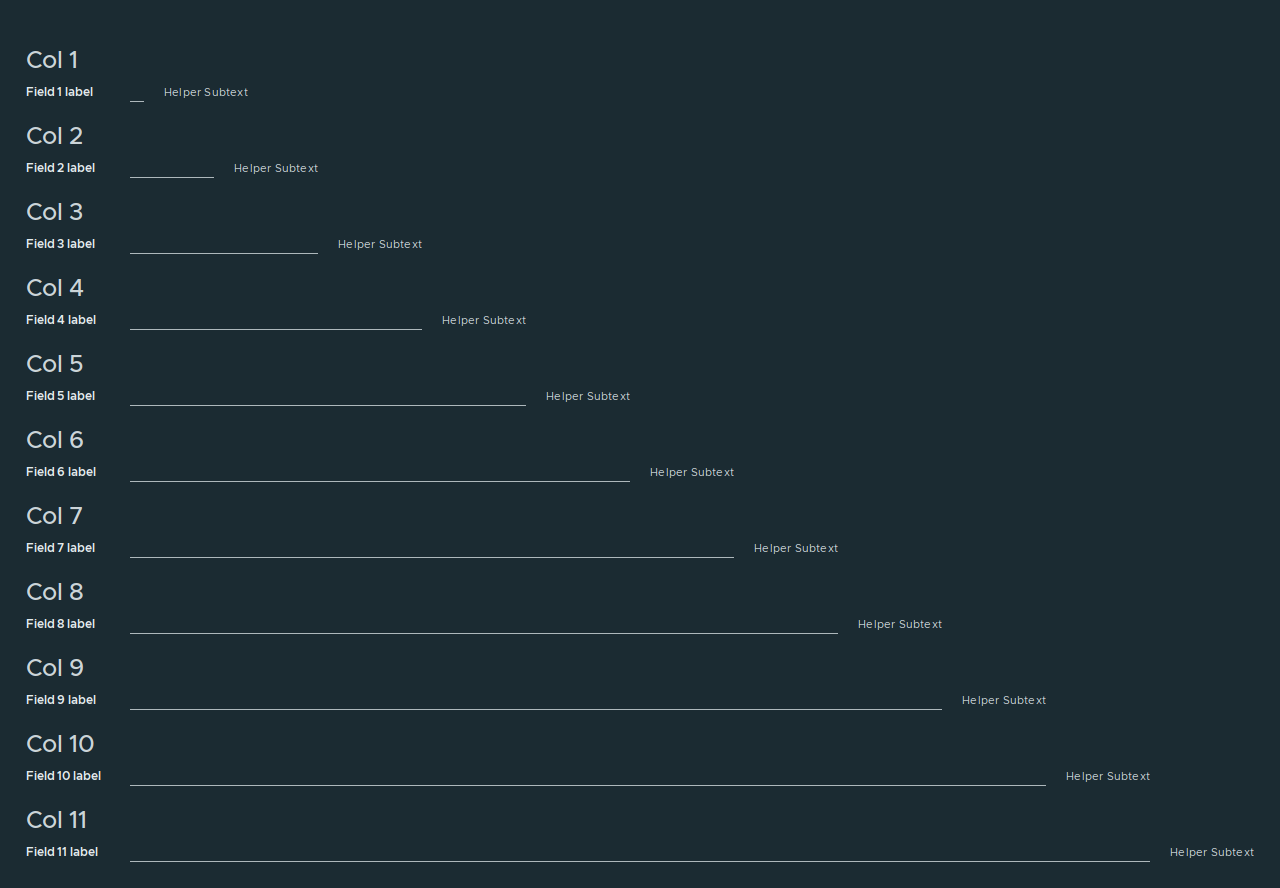 Col 1
Field 1 label Helper Subtext
Col 2
Field 2 label Helper Subtext
Col 3
Field 3 label Helper Subtext
Col 4
Field 4 label Helper Subtext
Col 5
Field 5 label Helper Subtext
Col 6
Field 6 label Helper Subtext
Col 7
Field 7 label Helper Subtext
Col 8
Field 8 label Helper Subtext
Col 9
Field 9 label Helper Subtext
Col 10
Field 10 label Helper Subtext
Col 11
Field 11 label Helper Subtext